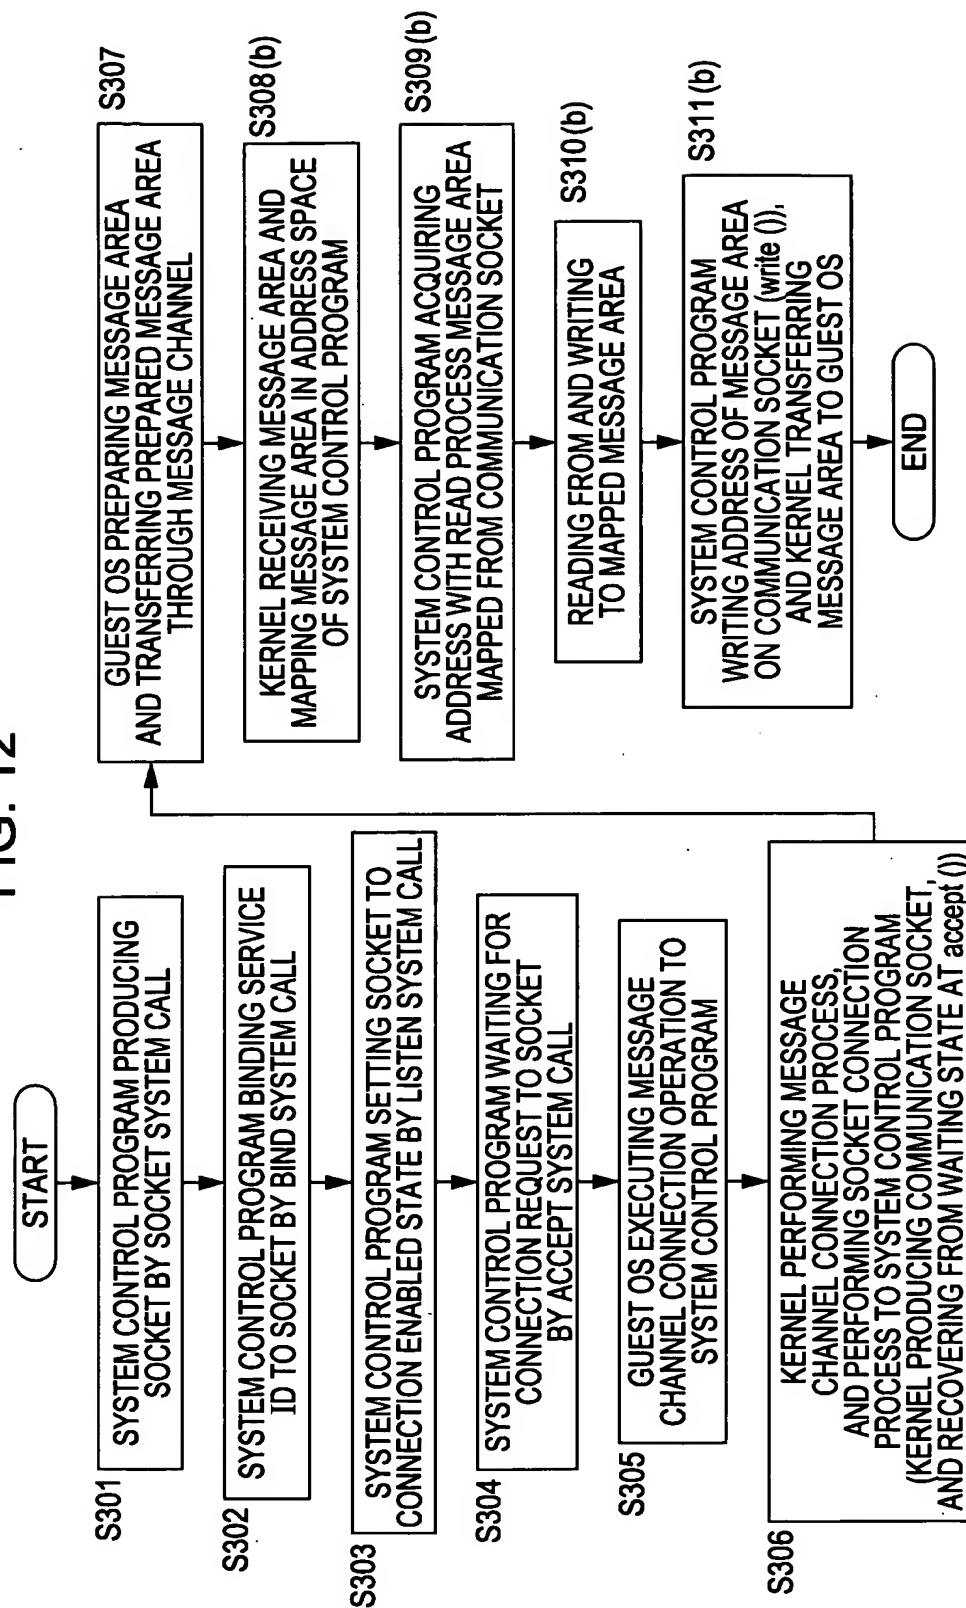 FIG. 12
START
S301
SYSTEM CONTROL PROGRAM PRODUCING
SOCKET BY SOCKET SYSTEM CALL
S302
SYSTEM CONTROL PROGRAM BINDING SERVICE
ID TO SOCKET BY BIND SYSTEM CALL
S303
SYSTEM CONTROL PROGRAM SETTING SOCKET TO
CONNECTION ENABLED STATE BY LISTEN SYSTEM CALL
S304
SYSTEM CONTROL PROGRAM WAITING FOR
CONNECTION REQUEST TO SOCKET
BY ACCEPT SYSTEM CALL
S305
GUEST OS EXECUTING MESSAGE
CHANNEL CONNECTION OPERATION TO
SYSTEM CONTROL PROGRAM
S306
KERNEL PERFORMING MESSAGE
CHANNEL CONNECTION PROCESS,
AND PERFORMING SOCKET CONNECTION
PROCESS TO SYSTEM CONTROL PROGRAM
(KERNEL PRODUCING COMMUNICATION SOCKET,
AND RECOVERING FROM WAITING STATE AT accept ())
S307
GUEST OS PREPARING MESSAGE AREA
AND TRANSFERRING PREPARED MESSAGE AREA
THROUGH MESSAGE CHANNEL
S308(b)
KERNEL RECEIVING MESSAGE AREA AND
MAPPING MESSAGE AREA IN ADDRESS SPACE
OF SYSTEM CONTROL PROGRAM
S309(b)
SYSTEM CONTROL PROGRAM ACQUIRING
ADDRESS WITH READ PROCESS MESSAGE AREA
MAPPED FROM COMMUNICATION SOCKET
S310(b)
READING FROM AND WRITING
TO MAPPED MESSAGE AREA
S311(b)
SYSTEM CONTROL PROGRAM
WRITING ADDRESS OF MESSAGE AREA
ON COMMUNICATION SOCKET (write ()),
AND KERNEL TRANSFERRING
MESSAGE AREA TO GUEST OS
END